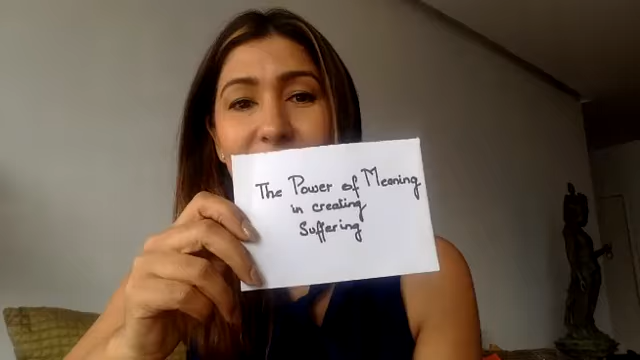 The Power of Meaning
in creating
Suffering